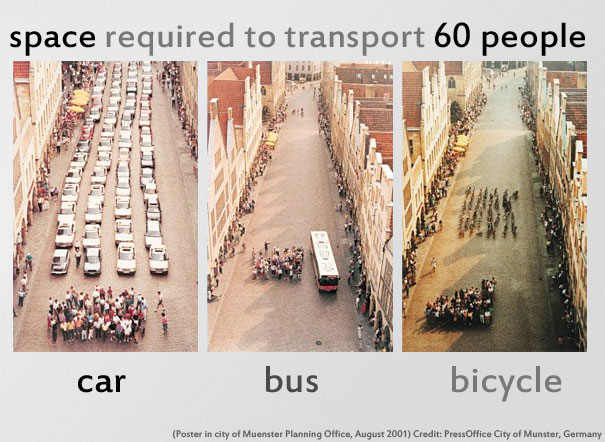 space required to transport 60 people
car bus bicycle
(Poster in city of Muenster Planning Office, August 2001) Credit: PressOffice City of Munster, Germany